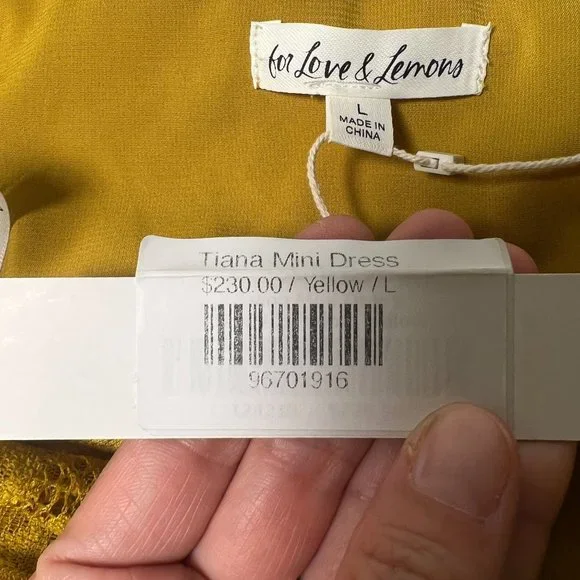 for Love & Lemons
L
MADE IN
CHINA
Tiana Mini Dress
$230.00 / Yellow / L
96701916